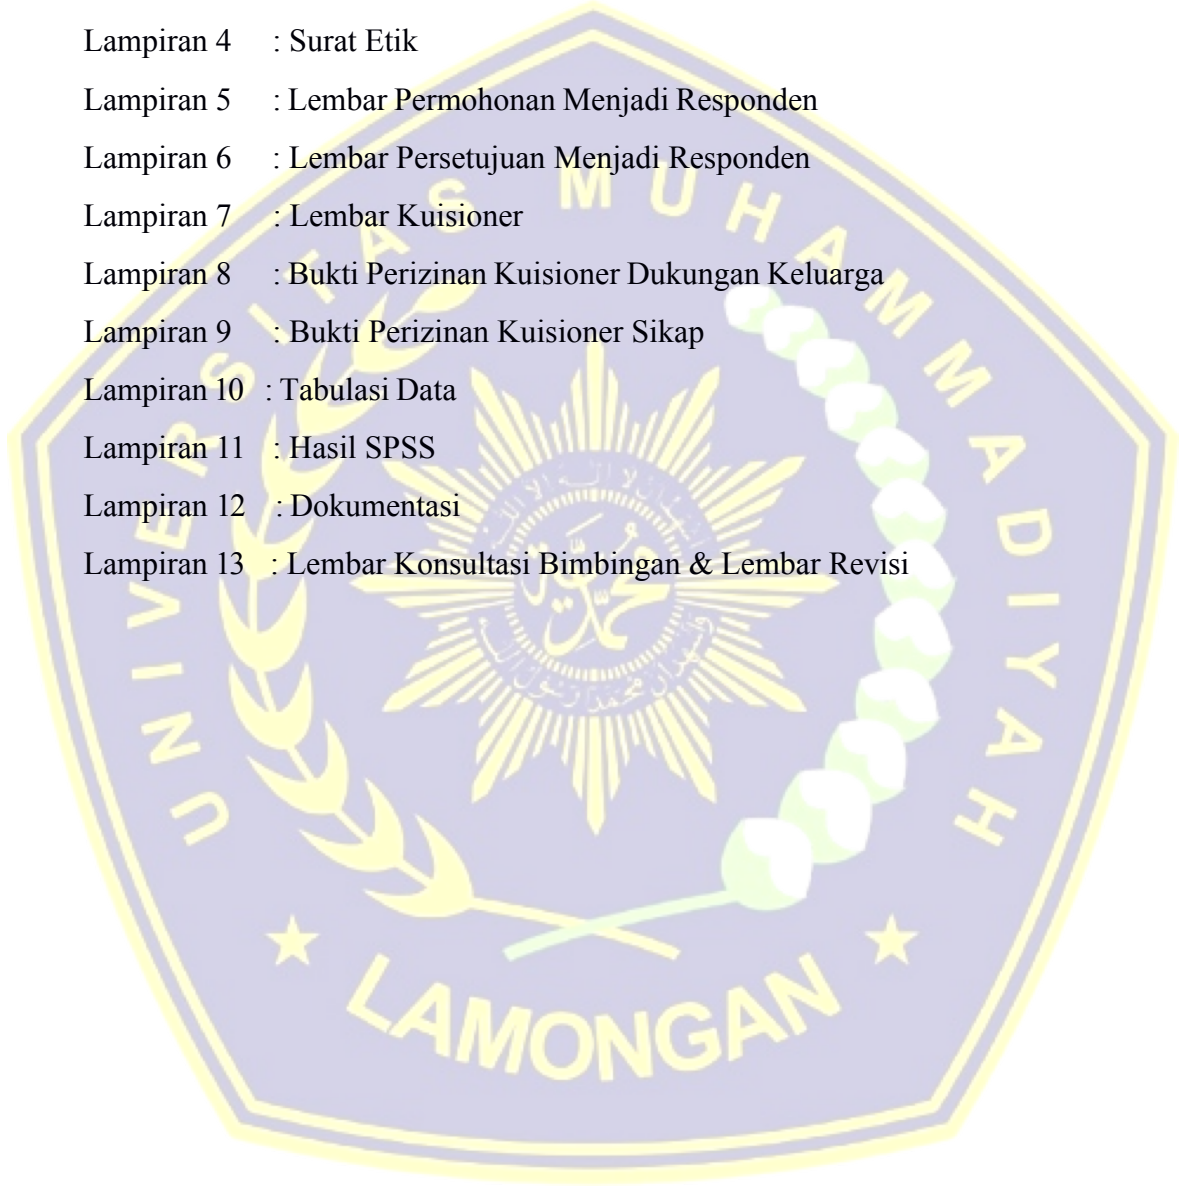 Lampiran 4 : Surat Etik
Lampiran 5 : Lembar Permohonan Menjadi Responden
Lampiran 6 : Lembar Persetujuan Menjadi Responden
Lampiran 7 : Lembar Kuisioner
Lampiran 8 : Bukti Perizinan Kuisioner Dukungan Keluarga
Lampiran 9 : Bukti Perizinan Kuisioner Sikap
Lampiran 10 : Tabulasi Data
Lampiran 11 : Hasil SPSS
Lampiran 12 : Dokumentasi
Lampiran 13 : Lembar Konsultasi Bimbingan & Lembar Revisi
UNIVERSITAS MUHAMMADIYAH
محمد
LAMONGAN